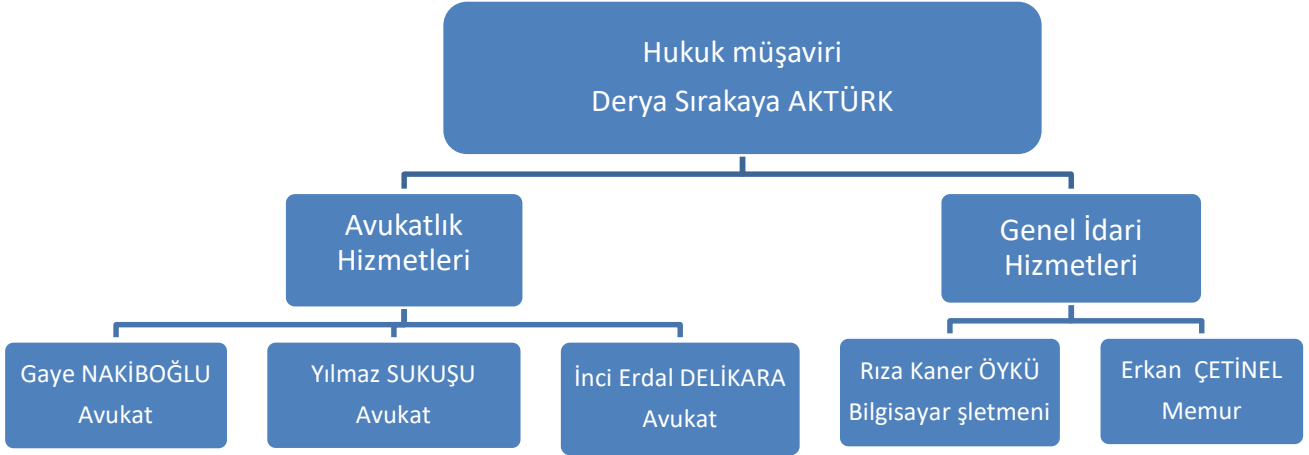 Hukuk müşaviri
Derya Sırakaya AKTÜRK
Avukatlık
Hizmetleri
Genel İdari
Hizmetleri
Gaye NAKİBOĞLU
Avukat
Yılmaz SUKUŞU
Avukat
İnci Erdal DELİKARA
Avukat
Rıza Kaner ÖYKÜ
Bilgisayar şletmeni
Erkan  ÇETİNEL
Memur